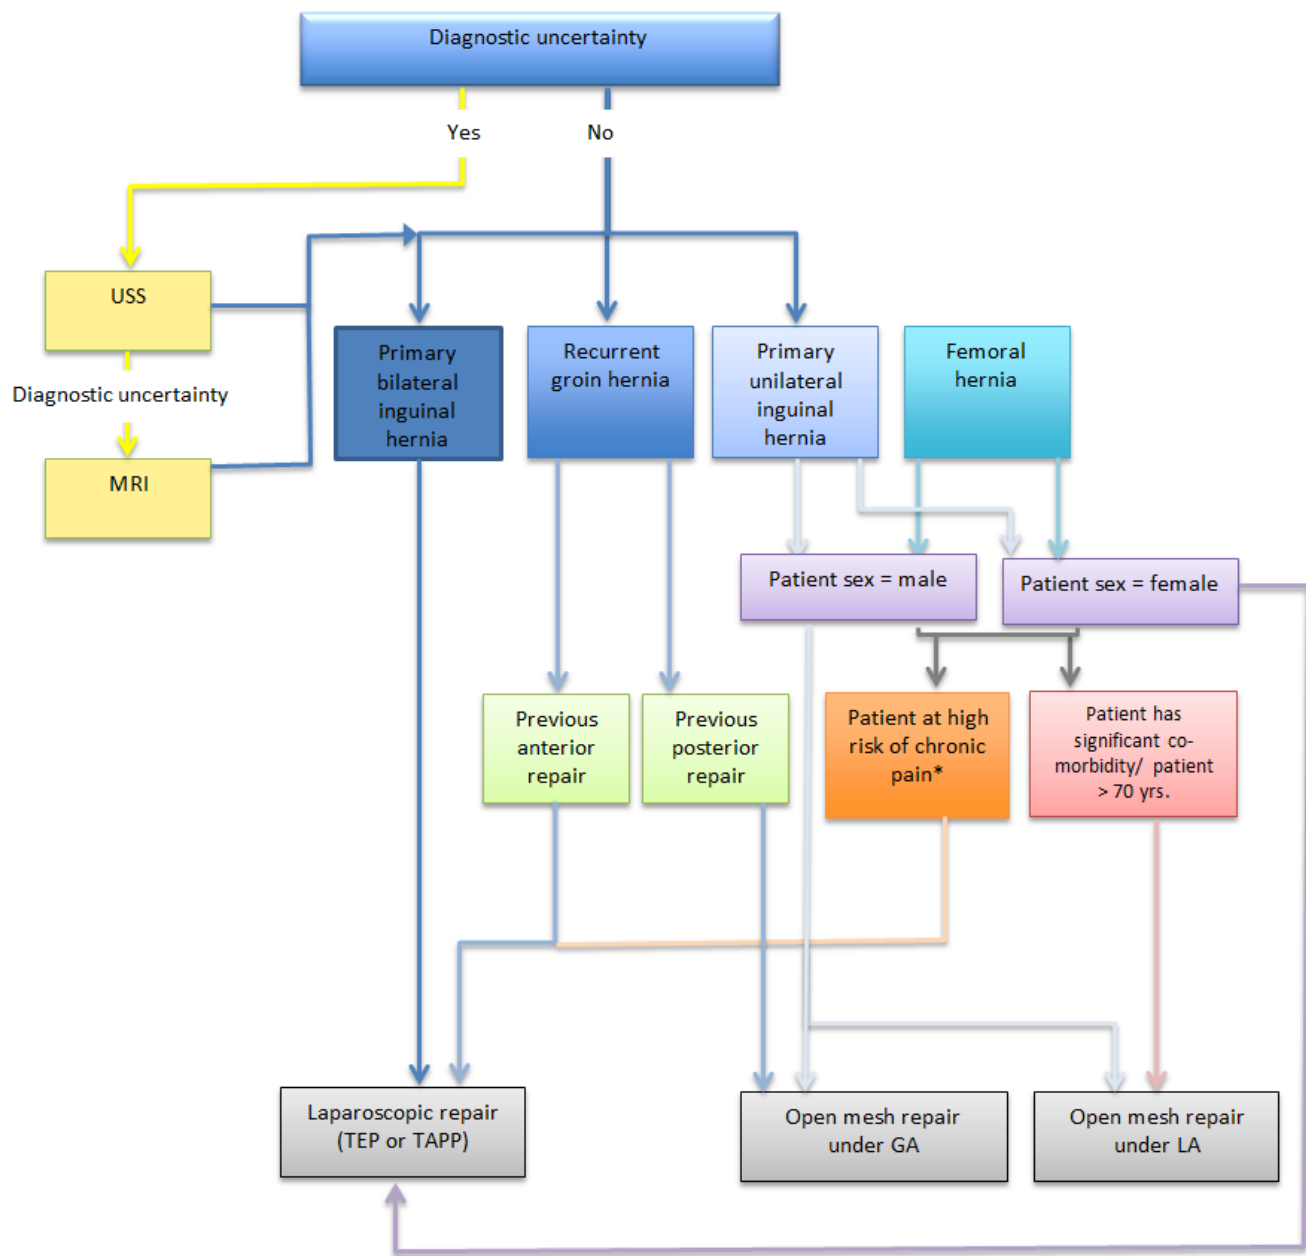 Diagnostic uncertainty
Yes
No
USS
Diagnostic uncertainty
MRI
Primary
bilateral
inguinal
hernia
Recurrent
groin hernia
Primary
unilateral
inguinal
hernia
Femoral
hernia
Patient sex = male
Patient sex = female
Previous
anterior
repair
Previous
posterior
repair
Patient at high
risk of chronic
pain*
Patient has
significant co-
morbidity/ patient
> 70 yrs.
Laparoscopic repair
(TEP or TAPP)
Open mesh repair
under GA
Open mesh repair
under LA